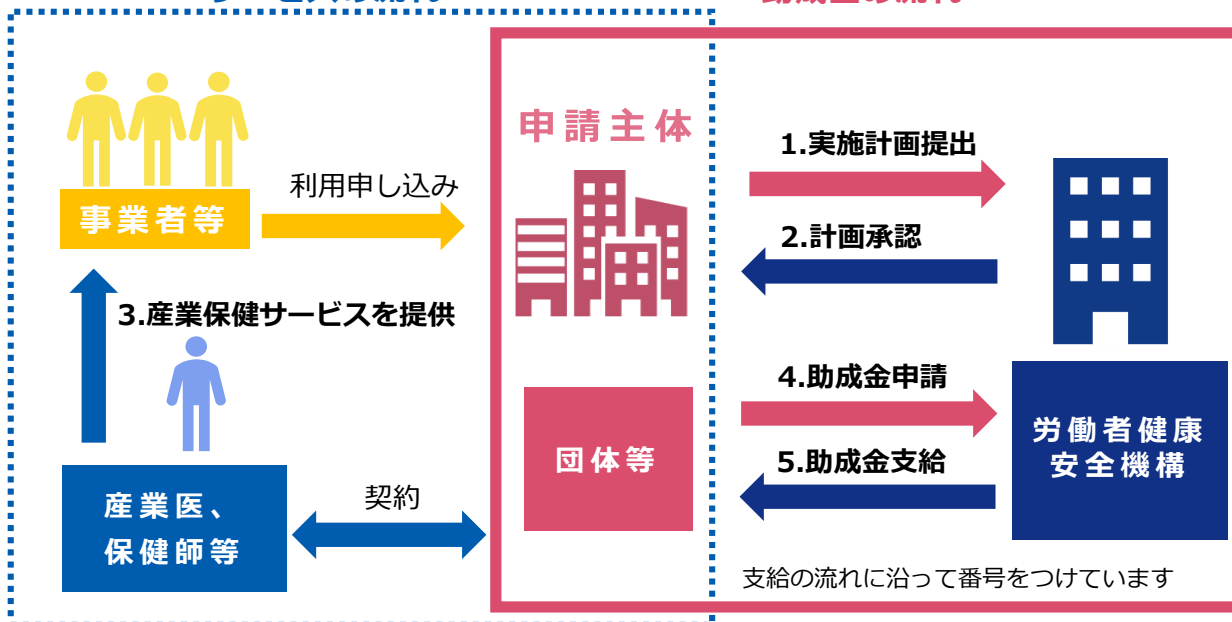 申請主体
1.実施計画提出
利用申し込み
事業者等
2.計画承認
3.産業保健サービスを提供
4.助成金申請
団体等
労働者健康
安全機構
5.助成金支給
産業医、
保健師等
契約
支給の流れに沿って番号をつけています